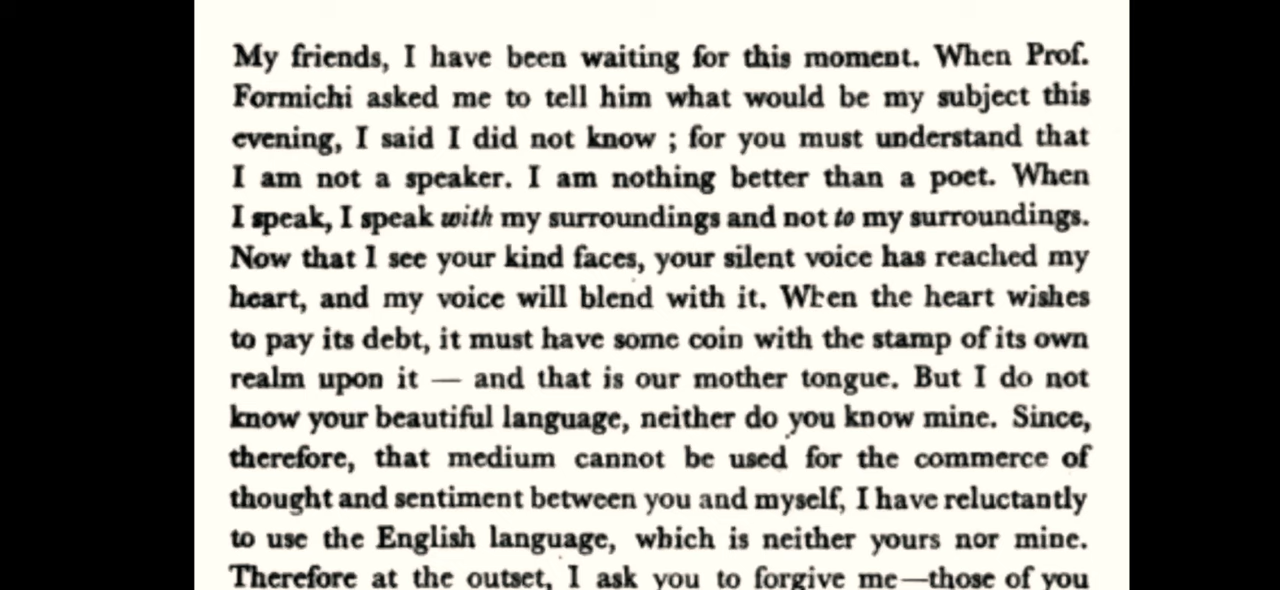 My friends, I have been waiting for this moment. When Prof.
Formichi asked me to tell him what would be my subject this
evening, I said I did not know ; for you must understand that
I am not a speaker. I am nothing better than a poet. When
I speak, I speak with my surroundings and not to my surroundings.
Now that I see your kind faces, your silent voice has reached my
heart, and my voice will blend with it. When the heart wishes
to pay its debt, it must have some coin with the stamp of its own
realm upon it — and that is our mother tongue. But I do not
know your beautiful language, neither do you know mine. Since,
therefore, that medium cannot be used for the commerce of
thought and sentiment between you and myself, I have reluctantly
to use the English language, which is neither yours nor mine.
Therefore at the outset, I ask you to forgive me—those of you